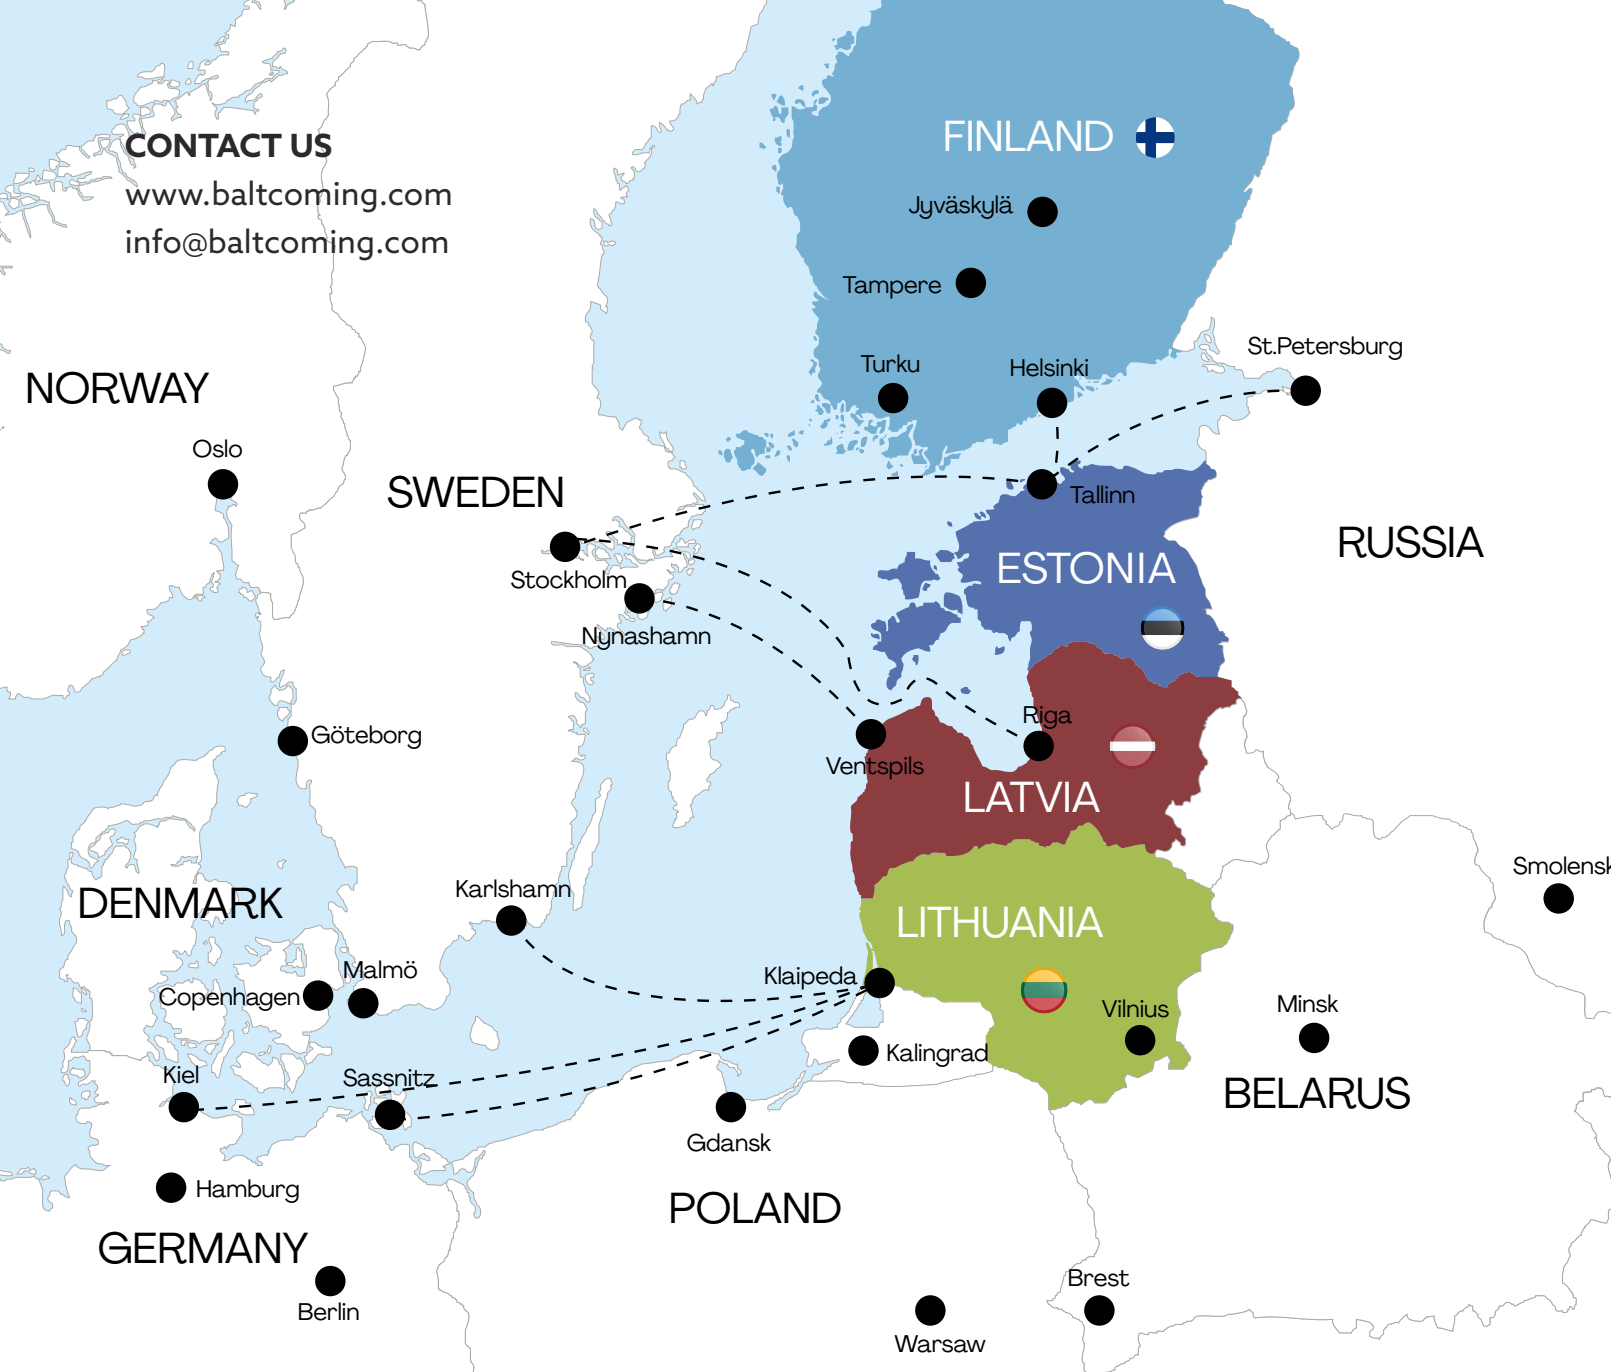 CONTACT US
www.baltcoming.com
info@baltcoming.com
FINLAND
Jyväskylä
Tampere
Turku
Helsinki
St.Petersburg
NORWAY
Oslo
SWEDEN
Tallinn
RUSSIA
ESTONIA
Stockholm
Nynashamn
Göteborg
Riga
Ventspils
LATVIA
Smolensk
Karlshamn
DENMARK
LITHUANIA
Malmö
Klaipeda
Copenhagen
Vilnius
Minsk
Kalingrad
Kiel
Sassnitz
BELARUS
Gdansk
Hamburg
POLAND
GERMANY
Brest
Berlin
Warsaw